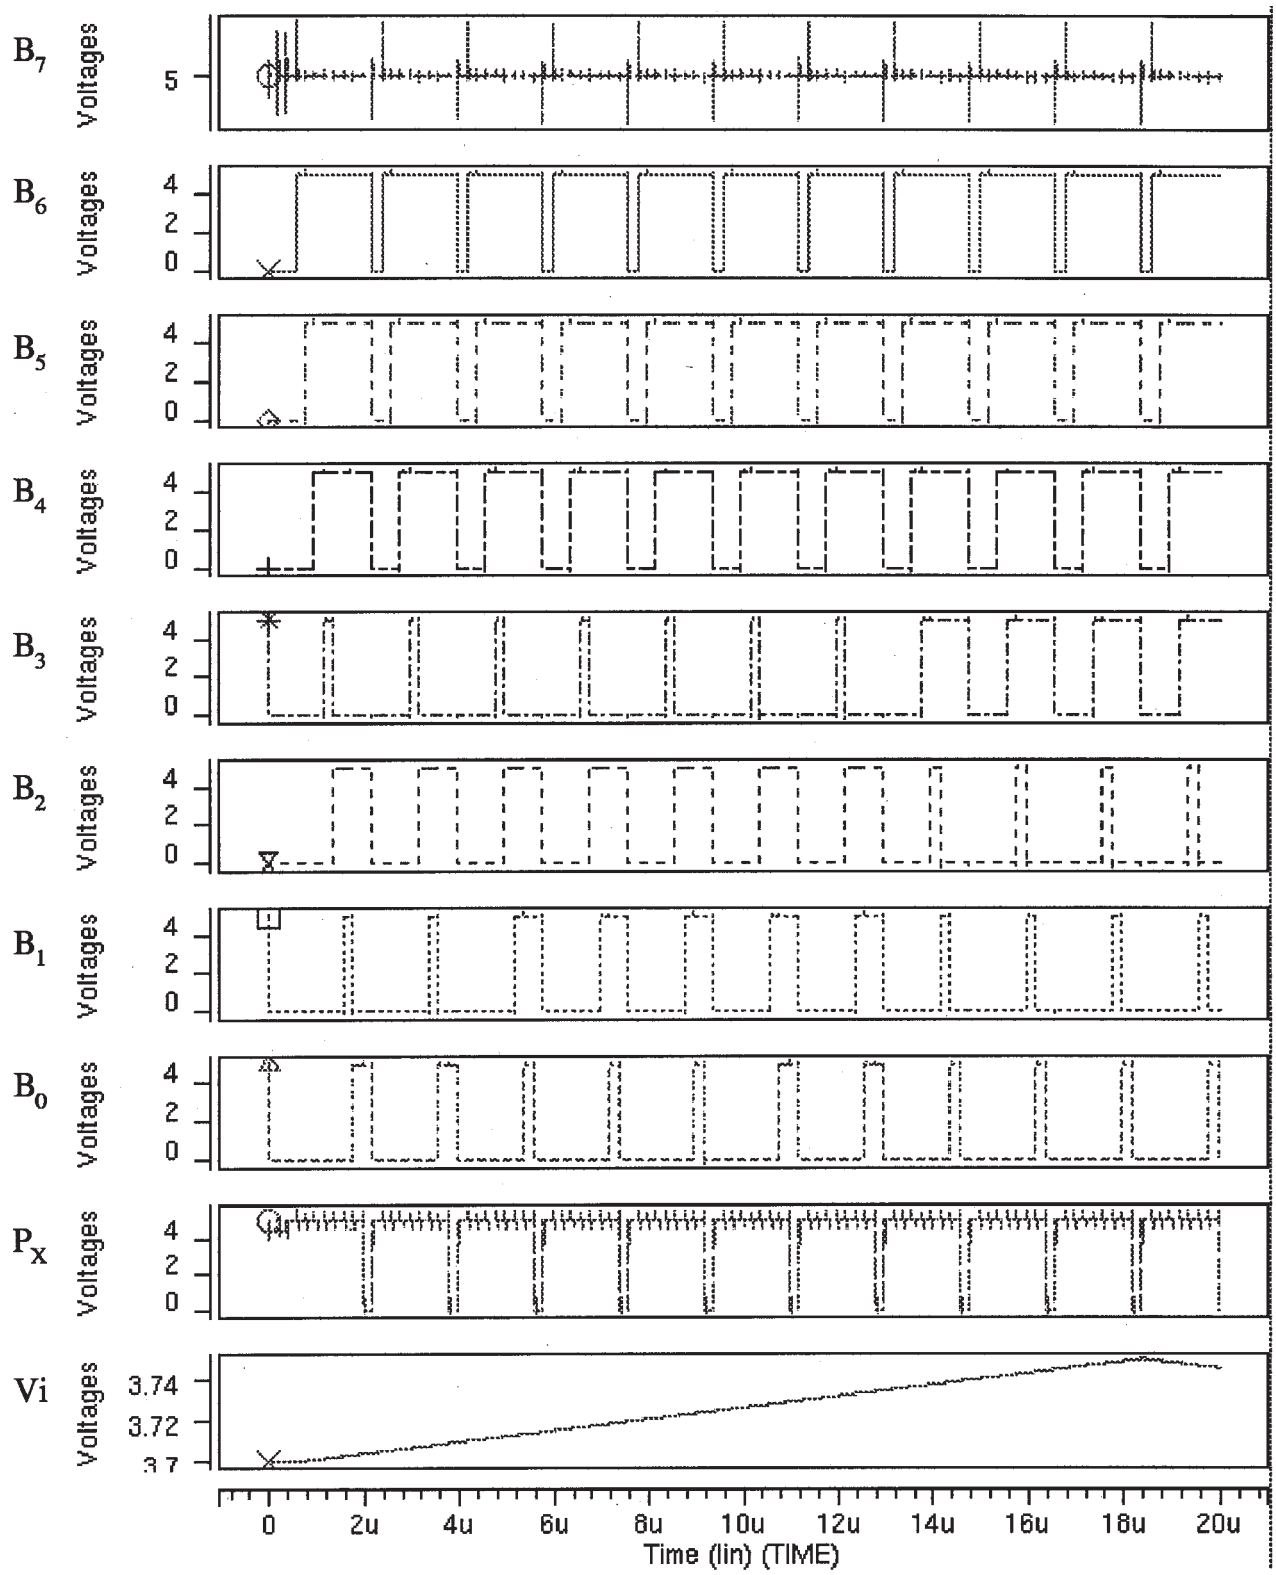 B7 Voltages 5
B6 Voltages 4 2 0
B5 Voltages 4 2 0
B4 Voltages 4 2 0
B3 Voltages 4 2 0
B2 Voltages 4 2 0
B1 Voltages 4 2 0
B0 Voltages 4 2 0
PX Voltages 4 2 0
Vi Voltages 3.74 3.72 3.7
0 2u 4u 6u 8u 10u 12u 14u 16u 18u 20u
Time (lin) (TIME)